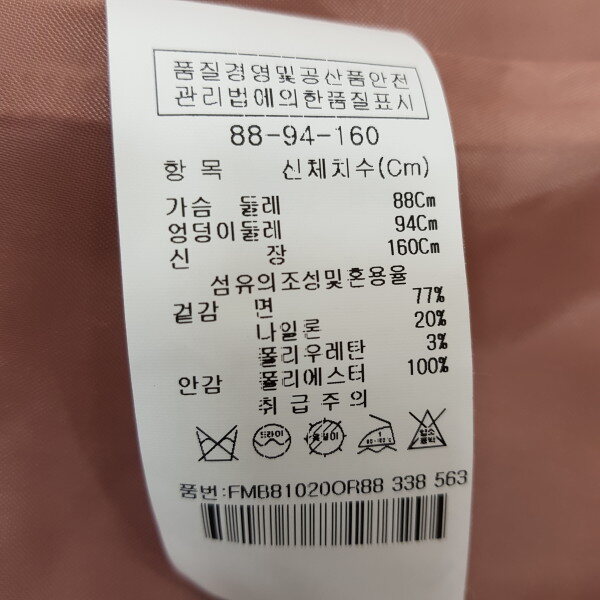 품질경영및공산품안전
관리법에의한품질표시
88-94-160
항 목 신체치수(Cm)
가슴 둘레 88Cm
엉덩이둘레 94Cm
신 장 160Cm
섬유의조성및혼용율
겉감 면 77%
나일론 20%
폴리우레탄 3%
안감 폴리에스터 100%
취급주의
품번:FMB81020OR88 338 563